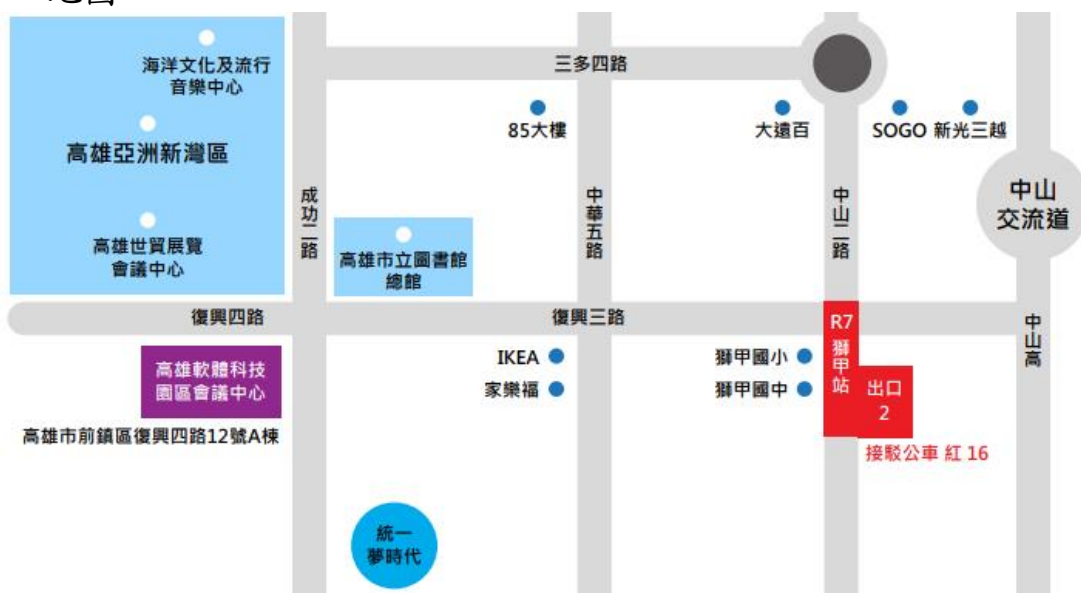 地圖
海洋文化及流行
音樂中心
高雄亞洲新灣區
高雄世貿展覽
會議中心
三多四路
85大樓
大遠百
SOGO 新光三越
成功二路
中華五路
中山二路
中山
交流道
高雄市立圖書館
總館
復興四路
復興三路
R7
獅甲站
中山高
高雄軟體科技
園區會議中心
IKEA
家樂福
獅甲國小
獅甲國中
出口
2
高雄市前鎮區復興四路12號A棟
接駁公車 紅 16
統一
夢時代